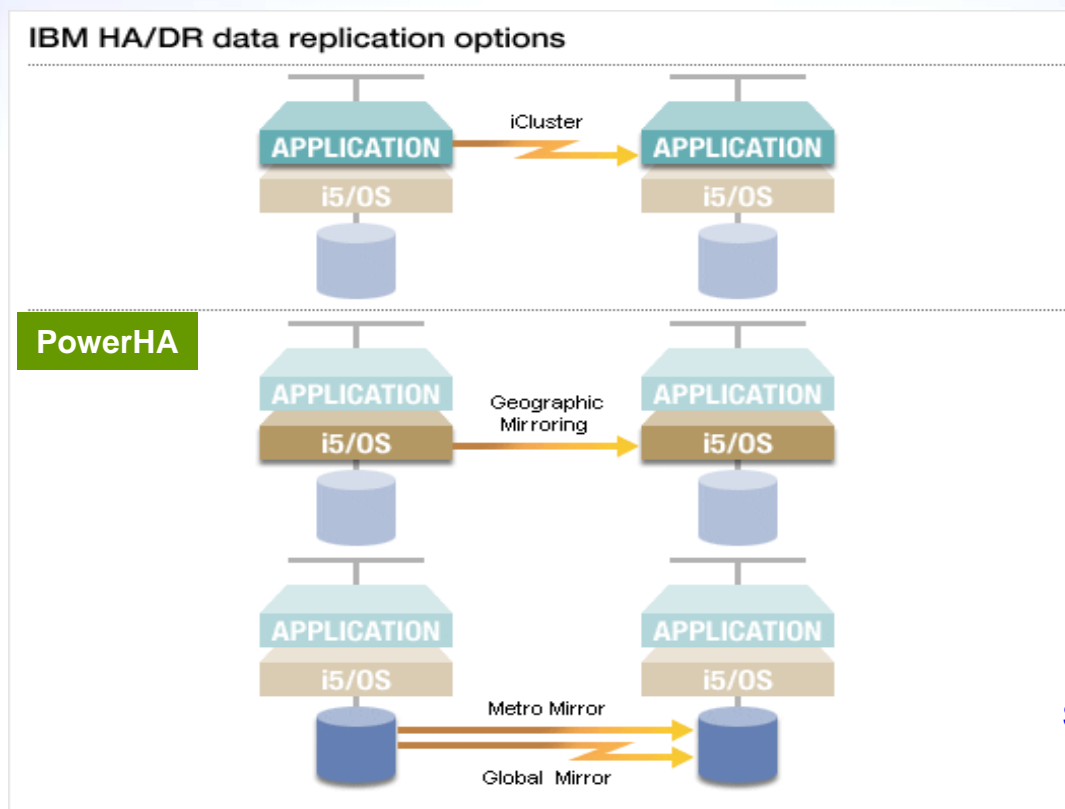 IBM HA/DR data replication options
iCluster
APPLICATION APPLICATION
i5/OS i5/OS
PowerHA
Geographic
Mirroring
APPLICATION APPLICATION
i5/OS i5/OS
APPLICATION APPLICATION
i5/OS i5/OS
Metro Mirror
Global Mirror